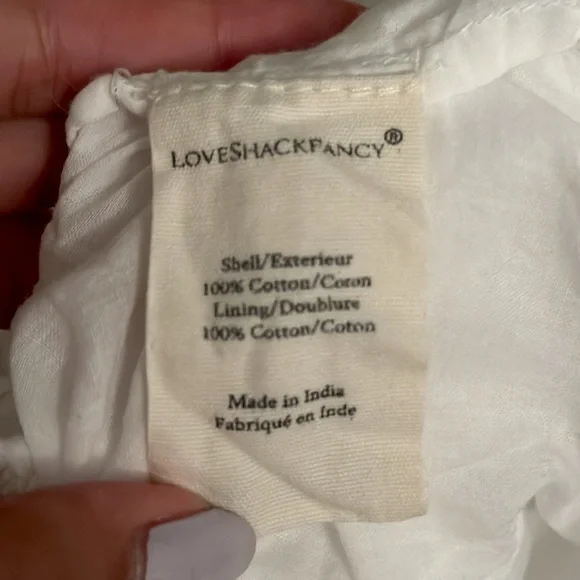 LOVESHACKFANCY®
Shell/Exterieur
100% Cotton/Coton
Lining/Doublure
100% Cotton/Coton
Made in India
Fabriqué en Inde